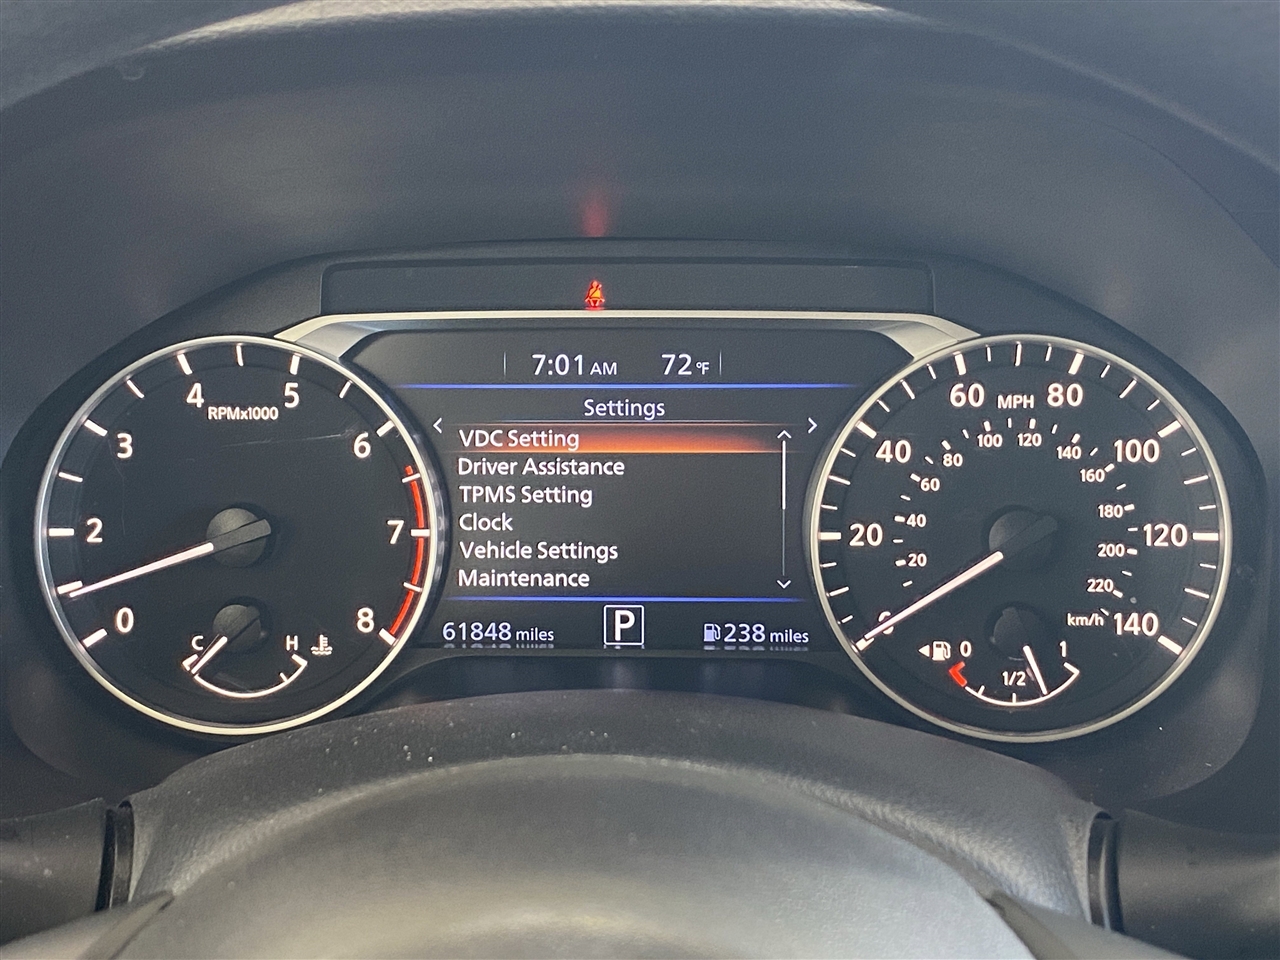 7:01 AM 72 °F
Settings
VDC Setting
Driver Assistance
TPMS Setting
Clock
Vehicle Settings
Maintenance
61848 miles
P
238 miles
0
2
3
4
5
6
7
8
RPMx1000
C
H
0
20
40
60
80
100
120
140
MPH
20
40
60
80
100
120
140
160
180
200
220
km/h
0
1/2
1